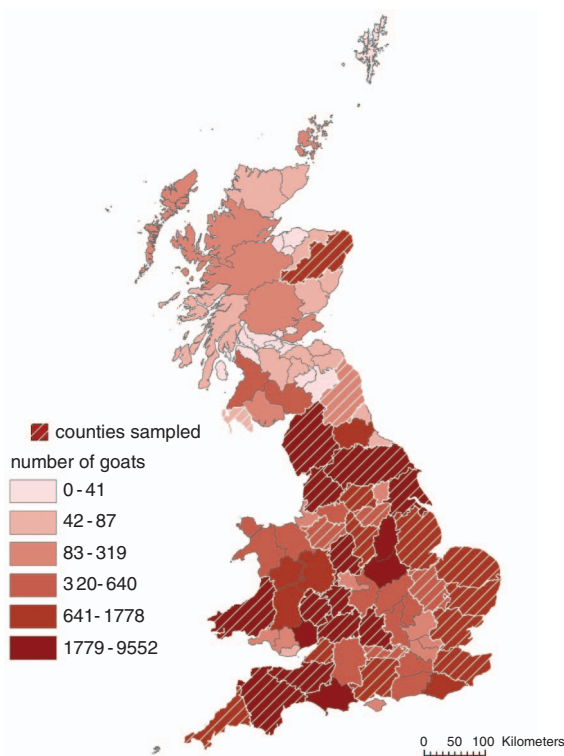 counties sampled
number of goats
0 - 41
42 - 87
83 - 319
320 - 640
641 - 1778
1779 - 9552
0 50 100 Kilometers